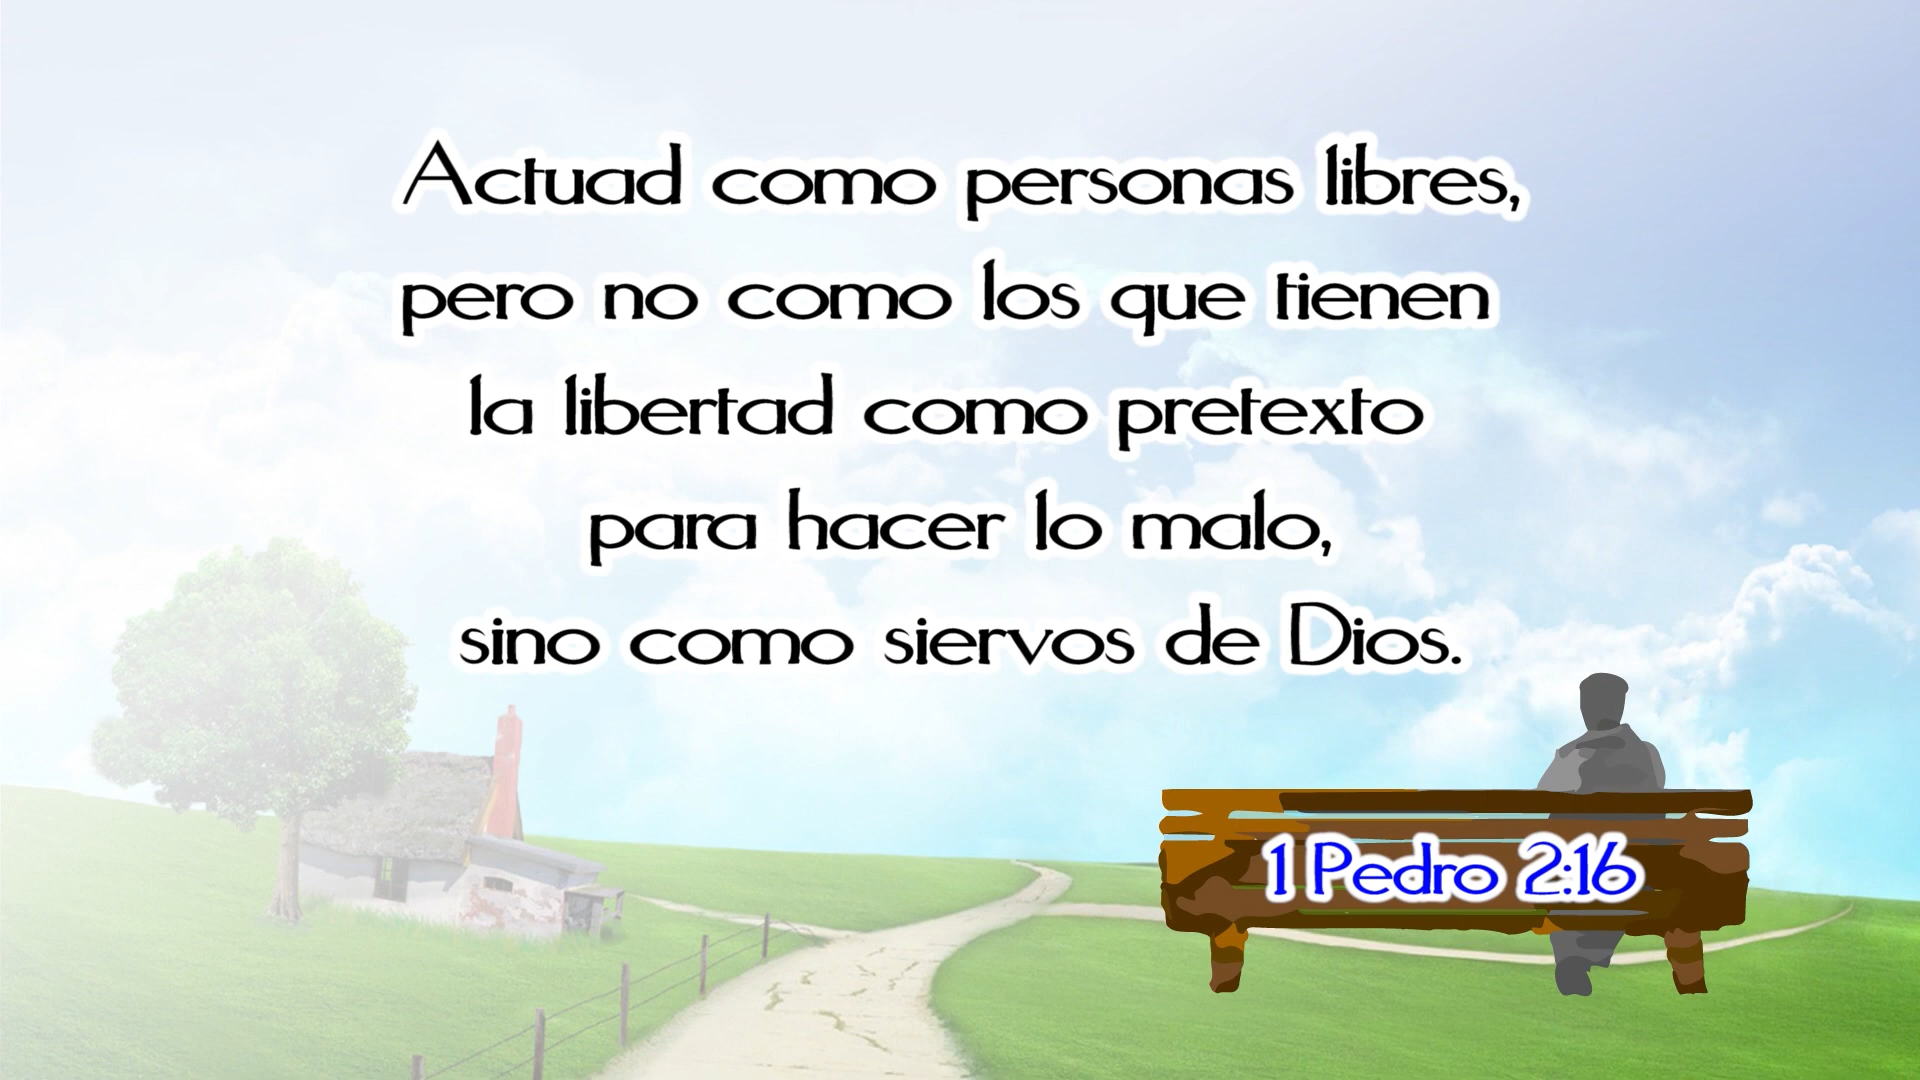 Actuad como personas libres,
pero no como los que tienen
la libertad como pretexto
para hacer lo malo,
sino como siervos de Dios.
1 Pedro 2:16